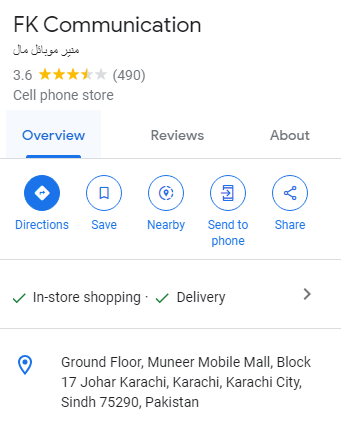 FK Communication
منیر موبائل مال
3.6 (490)
Cell phone store
Overview Reviews About
Directions Save Nearby Send to phone Share
In-store shopping · Delivery
Ground Floor, Muneer Mobile Mall, Block
17 Johar Karachi, Karachi, Karachi City,
Sindh 75290, Pakistan